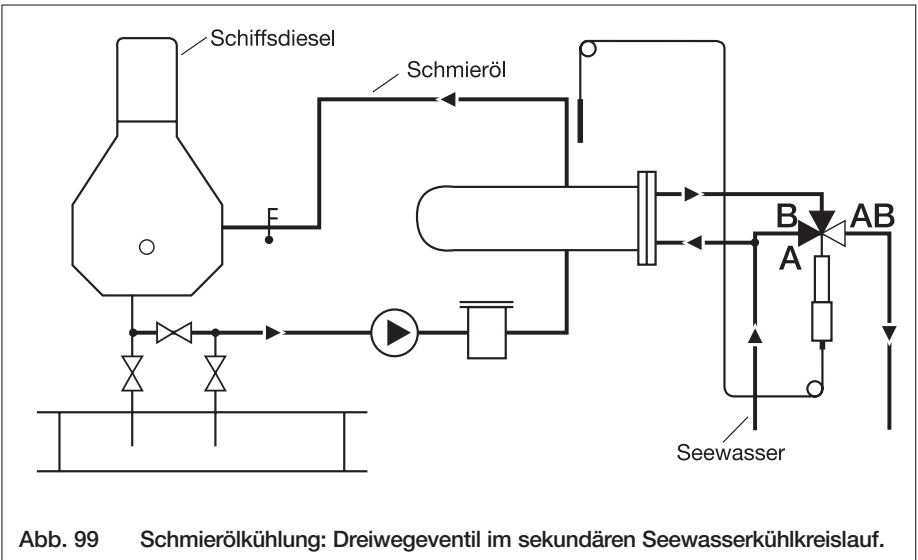 Schiffsdiesel
Schmieröl
B
AB
A
Seewasser
Abb. 99 Schmierölkühlung: Dreiwegeventil im sekundären Seewasserkühlkreislauf.